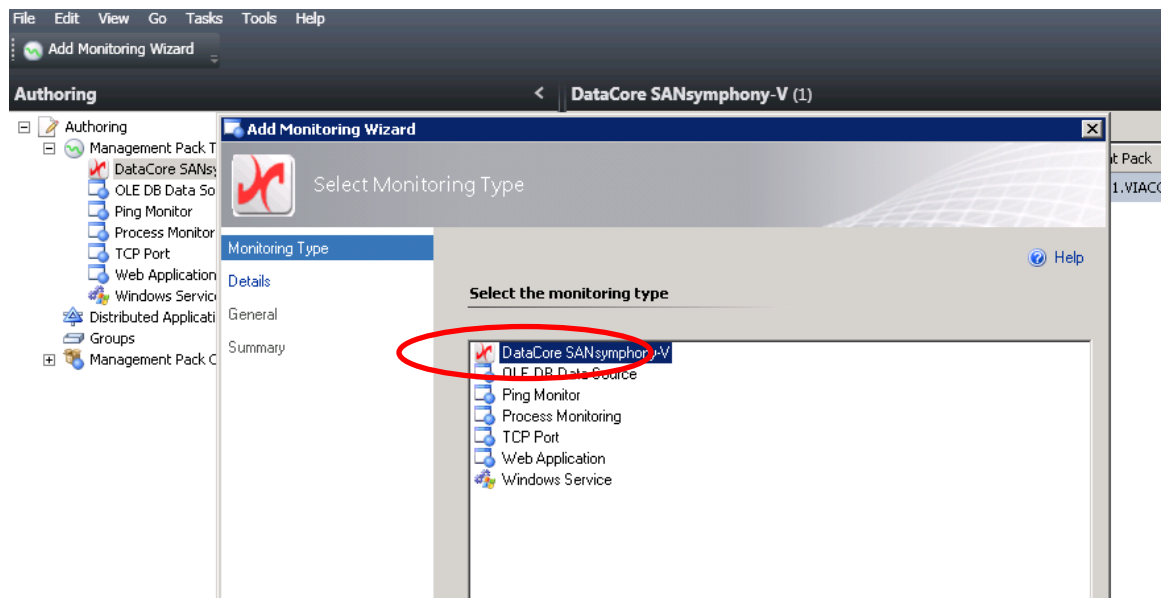 File Edit View Go Tasks Tools Help
Add Monitoring Wizard
Authoring < DataCore SANsymphony-V (1)
Authoring
Management Pack T
DataCore SANsy
OLE DB Data So
Ping Monitor
Process Monitor
TCP Port
Web Application
Windows Servic
Distributed Applicati
Groups
Management Pack C
Add Monitoring Wizard
Select Monitoring Type
Monitoring Type
Details
General
Summary
Help
Select the monitoring type
DataCore SANsymphony-V
OLE DB Data Source
Ping Monitor
Process Monitoring
TCP Port
Web Application
Windows Service
nt Pack
1.VIACO